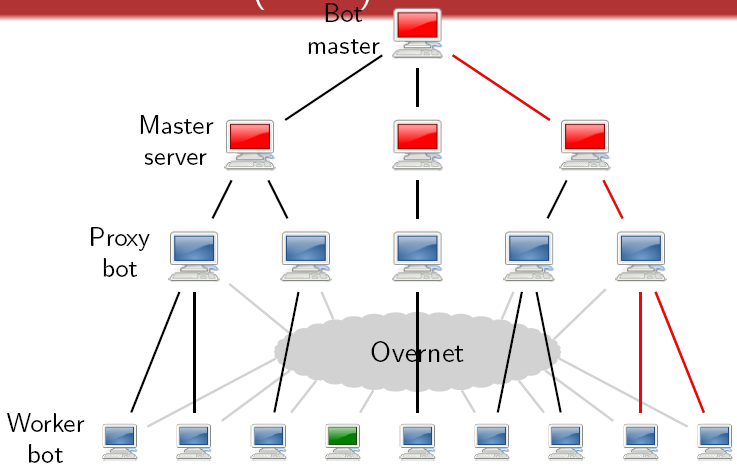 Bot
master
Master
server
Proxy
bot
Overnet
Worker
bot